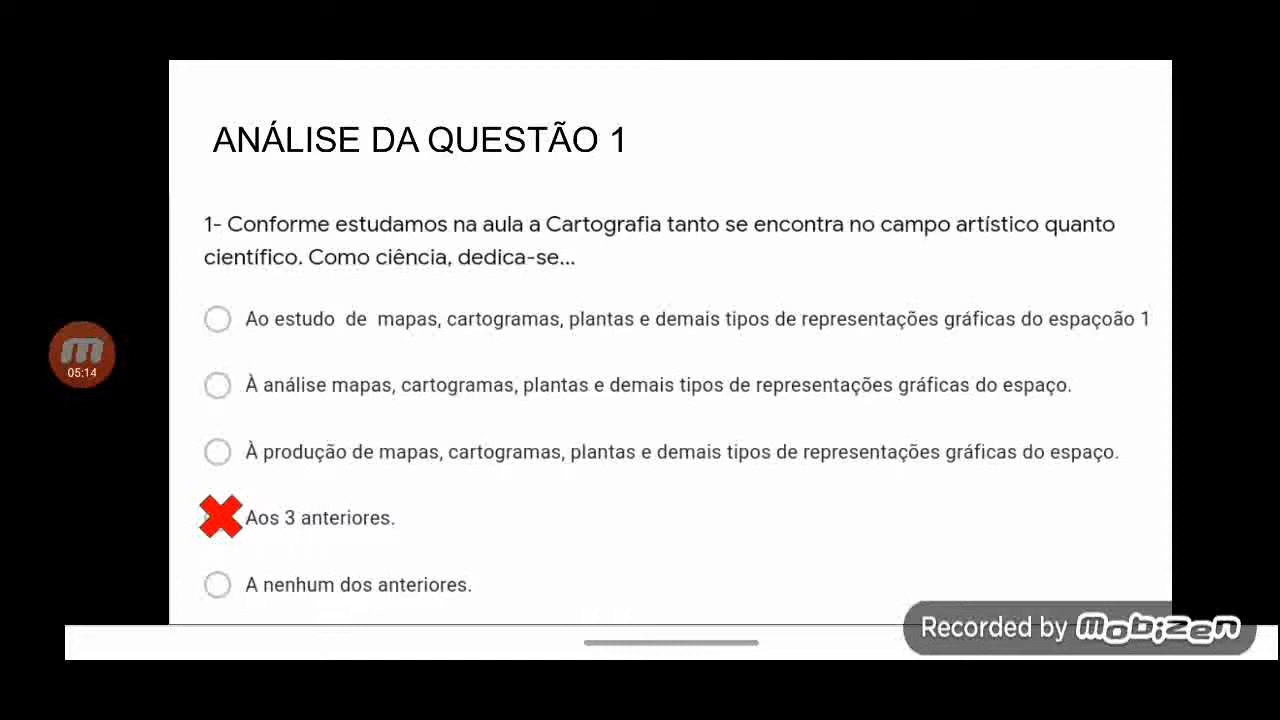 ANÁLISE DA QUESTÃO 1
1- Conforme estudamos na aula a Cartografia tanto se encontra no campo artístico quanto
científico. Como ciência, dedica-se...
Ao estudo de mapas, cartogramas, plantas e demais tipos de representações gráficas do espaçoão 1
À análise mapas, cartogramas, plantas e demais tipos de representações gráficas do espaço.
À produção de mapas, cartogramas, plantas e demais tipos de representações gráficas do espaço.
Aos 3 anteriores.
A nenhum dos anteriores.
m
05:14
Recorded by Mobizen